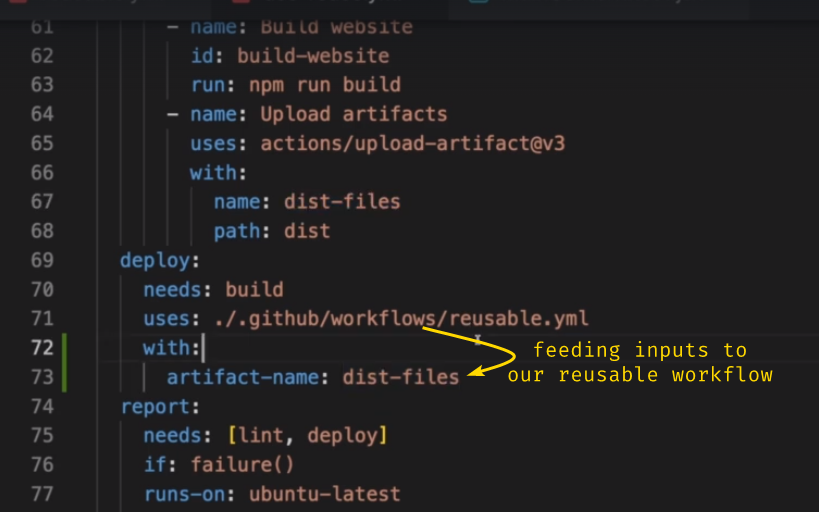 61 - name: Build website
62 id: build-website
63 run: npm run build
64 - name: Upload artifacts
65 uses: actions/upload-artifact@v3
66 with:
67 name: dist-files
68 path: dist
69 deploy:
70 needs: build
71 uses: ./.github/workflows/reusable.yml
72 with:
73 artifact-name: dist-files
feeding inputs to
our reusable workflow
74 report:
75 needs: [lint, deploy]
76 if: failure()
77 runs-on: ubuntu-latest